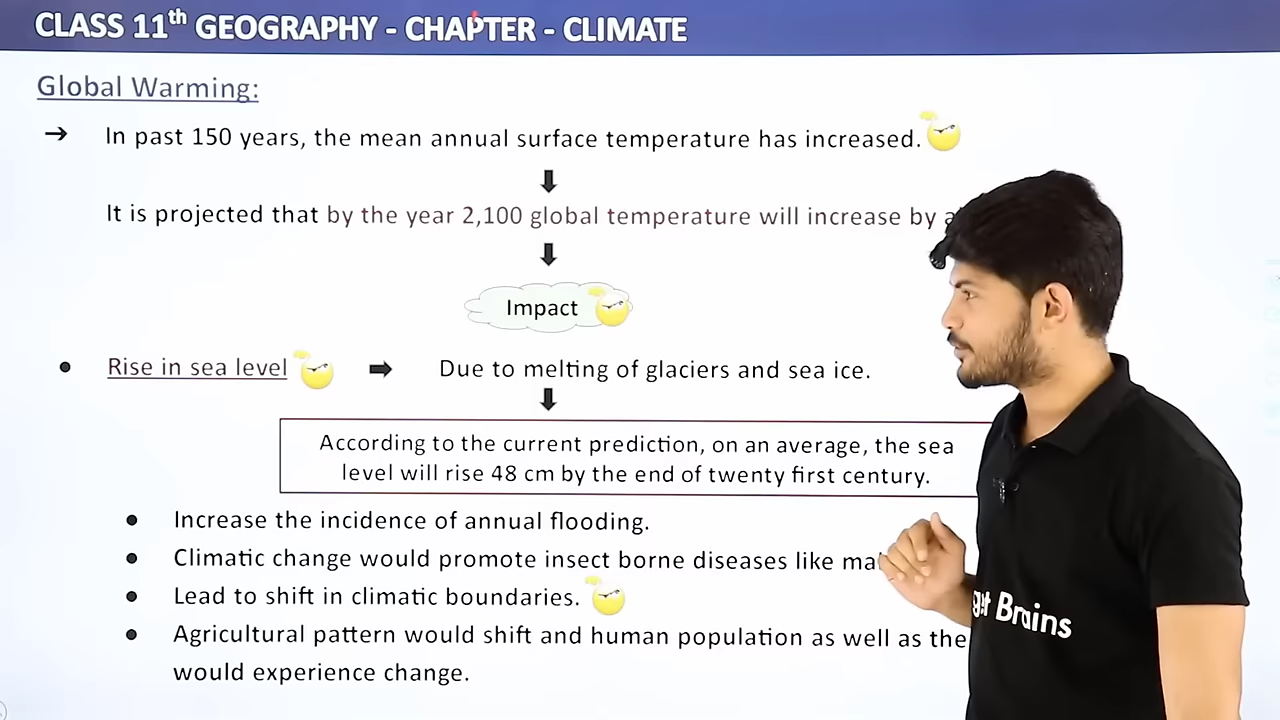 CLASS 11th GEOGRAPHY - CHAPTER - CLIMATE
Global Warming:
→ In past 150 years, the mean annual surface temperature has increased.
It is projected that by the year 2,100 global temperature will increase by
Impact
• Rise in sea level ➡ Due to melting of glaciers and sea ice.
According to the current prediction, on an average, the sea
level will rise 48 cm by the end of twenty first century.
• Increase the incidence of annual flooding.
• Climatic change would promote insect borne diseases like
• Lead to shift in climatic boundaries.
• Agricultural pattern would shift and human population as well as the
would experience change.
Brains